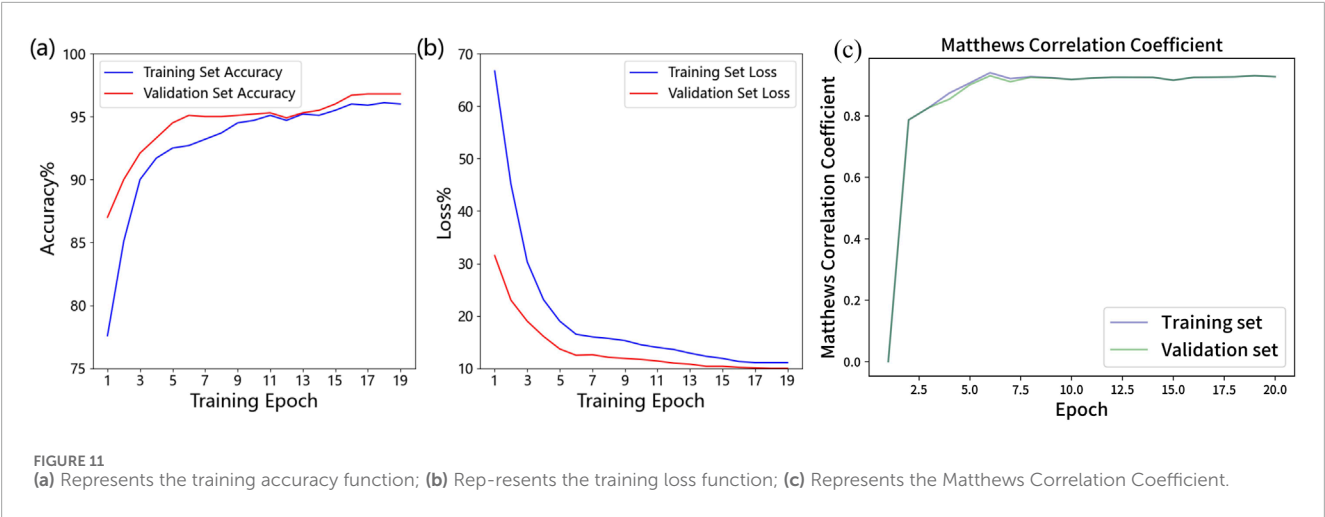 (a)
100
95
90
85
80
75
Accuracy%
Training Set Accuracy
Validation Set Accuracy
1 3 5 7 9 11 13 15 17 19
Training Epoch
(b)
70
60
50
40
30
20
10
Loss%
Training Set Loss
Validation Set Loss
1 3 5 7 9 11 13 15 17 19
Training Epoch
(c)
Matthews Correlation Coefficient
0.8
0.6
0.4
0.2
0.0
Matthews Correlation Coefficient
Training set
Validation set
2.5 5.0 7.5 10.0 12.5 15.0 17.5 20.0
Epoch
FIGURE 11
(a) Represents the training accuracy function; (b) Rep-resents the training loss function; (c) Represents the Matthews Correlation Coefficient.